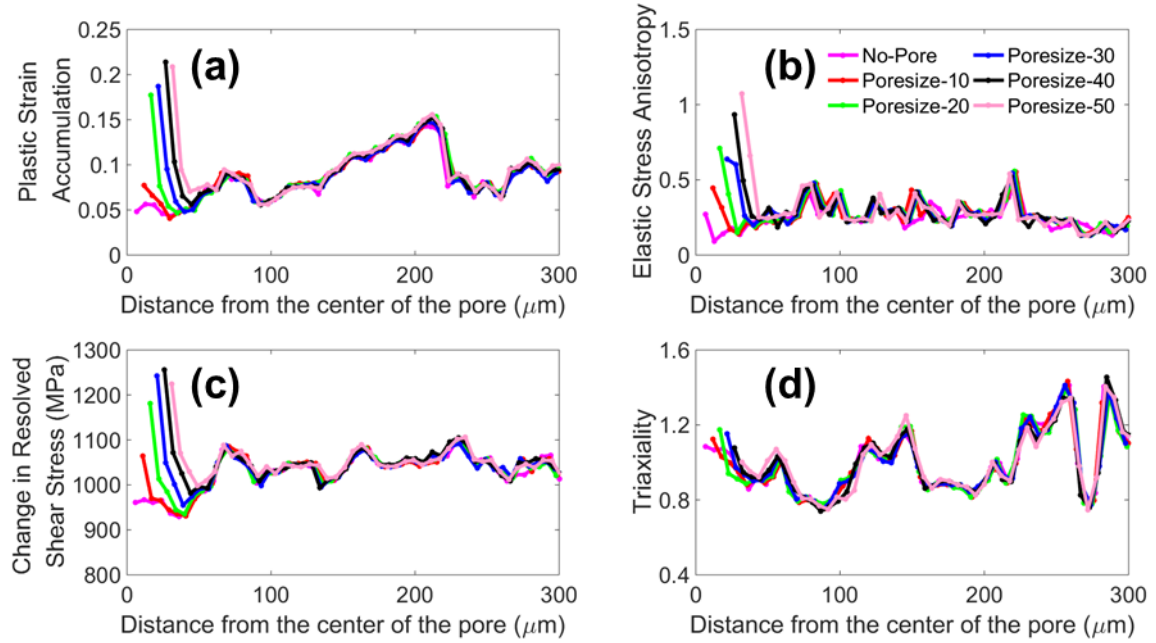 Plastic Strain
Accumulation
0.25
0.2
0.15
0.1
0.05
0
(a)
0 100 200 300
Distance from the center of the pore (μm)
Elastic Stress Anisotropy
1.5
1
0.5
0
(b)
No-Pore
Poresize-10
Poresize-20
Poresize-30
Poresize-40
Poresize-50
0 100 200 300
Distance from the center of the pore (μm)
Change in Resolved
Shear Stress (MPa)
1300
1200
1100
1000
900
800
(c)
0 100 200 300
Distance from the center of the pore (μm)
Triaxiality
1.6
1.2
0.8
0.4
(d)
0 100 200 300
Distance from the center of the pore (μm)